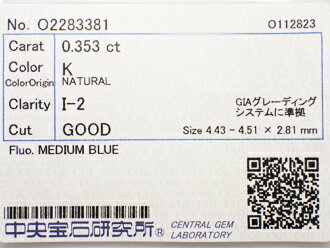 No. O2283381 O112823
Carat 0.353 ct
Color K
ColorOrigin NATURAL
Clarity I-2 GIAグレーディング
システムに準拠
Cut GOOD Size 4.43 - 4.51 × 2.81 mm
Fluo. MEDIUM BLUE
中央宝石研究所® CENTRAL GEM
LABORATORY